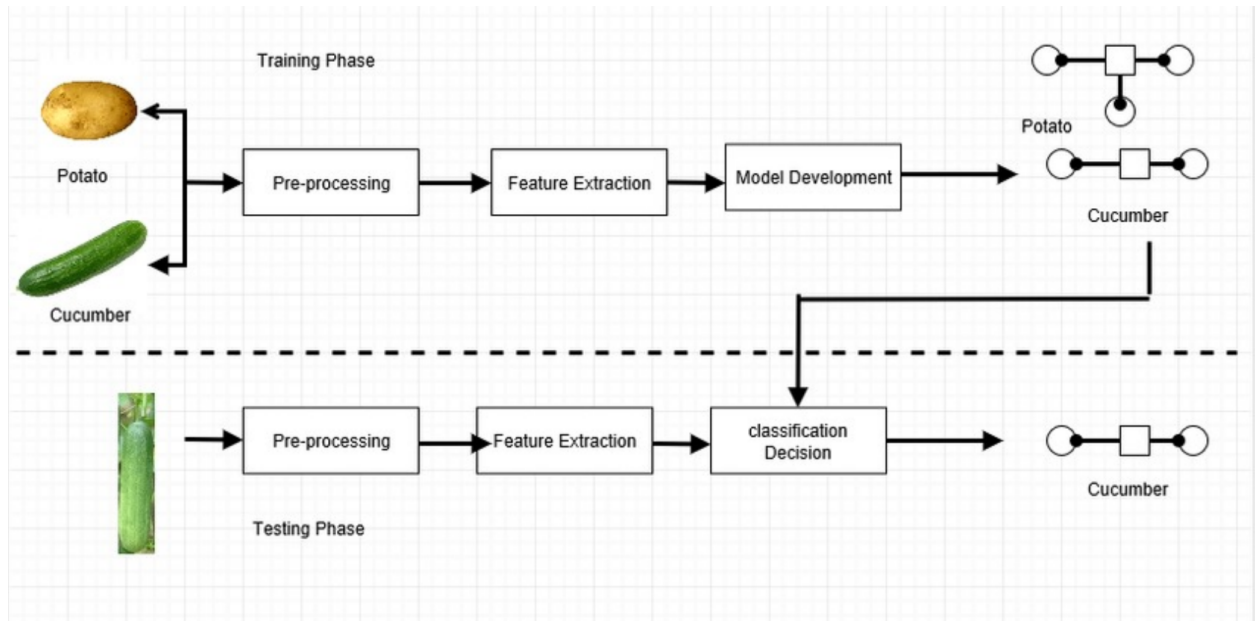 Training Phase
Potato
Cucumber
Pre-processing
Feature Extraction
Model Development
Potato
Cucumber
Pre-processing
Feature Extraction
classification
Decision
Cucumber
Testing Phase